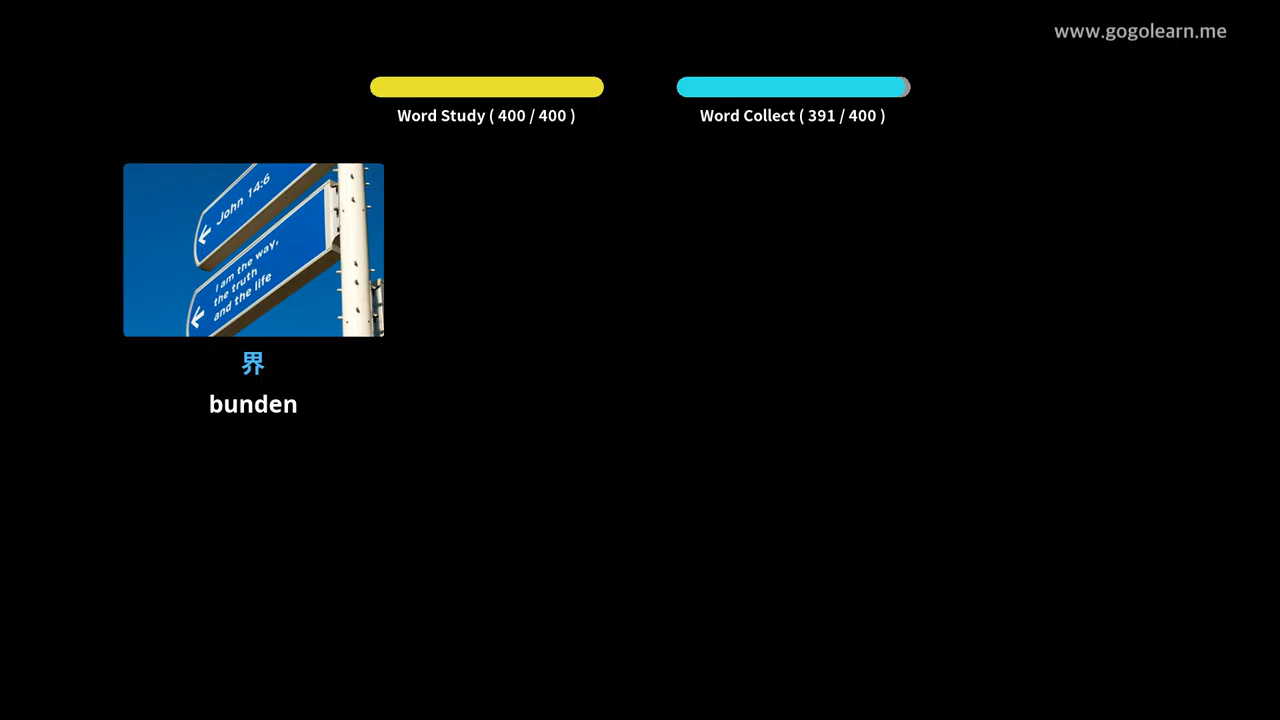 www.gogolearn.me
Word Study ( 400 / 400 )
Word Collect ( 391 / 400 )
John 14:6
I am the way,
the truth
and the life
界
bunden